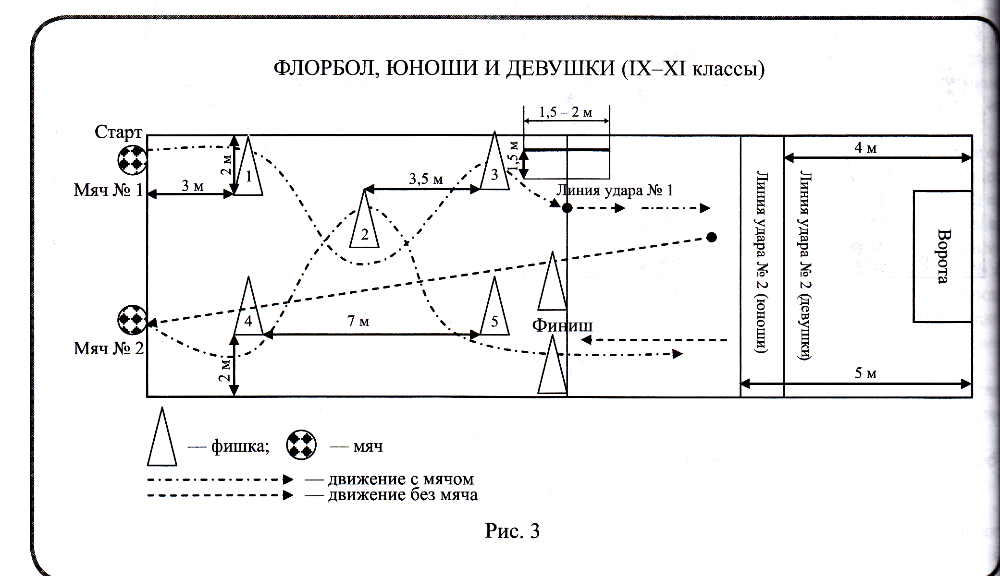 ФЛОРБОЛ, ЮНОШИ И ДЕВУШКИ (IX–XI классы)
1,5 – 2 м
Старт
4 м
2 м
1,5 м
1
3
3,5 м
3 м
Мяч № 1
Линия удара № 1
2
Линия удара № 2 (юноши)
Линия удара № 2 (девушки)
Ворота
4
7 м
5
Финиш
Мяч № 2
2 м
5 м
— фишка;
— мяч
— движение с мячом
— движение без мяча
Рис. 3